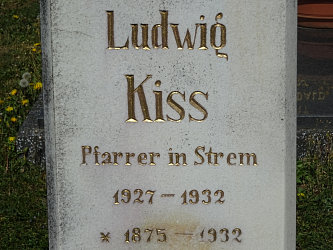 Ludwig
Kiss
Pfarrer in Strem
1927 – 1932
* 1875 – 1932